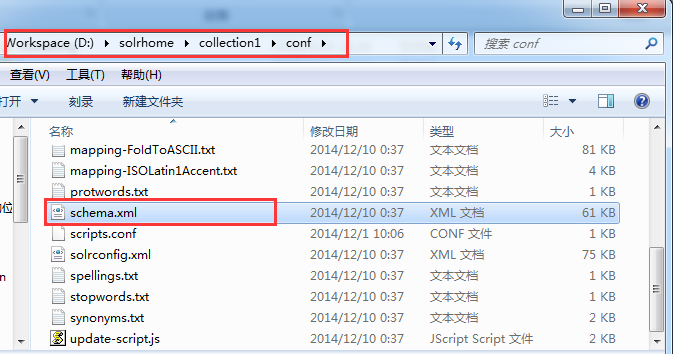 Workspace (D:) solrhome collection1 conf 搜索 conf
查看(V) 工具(T) 帮助(H)
打开 刻录 新建文件夹
名称 修改日期 类型 大小
mapping-FoldToASCII.txt 2014/12/10 0:37 文本文档 81 KB
mapping-ISOLatin1Accent.txt 2014/12/10 0:37 文本文档 4 KB
protwords.txt 2014/12/10 0:37 文本文档 1 KB
的位 schema.xml 2014/12/10 0:37 XML 文档 61 KB
scripts.conf 2014/12/1 10:06 CONF 文件 1 KB
solrconfig.xml 2014/12/10 0:37 XML 文档 75 KB
spellings.txt 2014/12/10 0:37 文本文档 1 KB
stopwords.txt 2014/12/10 0:37 文本文档 1 KB
synonyms.txt 2014/12/10 0:37 文本文档 2 KB
update-script.js 2014/12/10 0:37 JScript Script 文件 2 KB